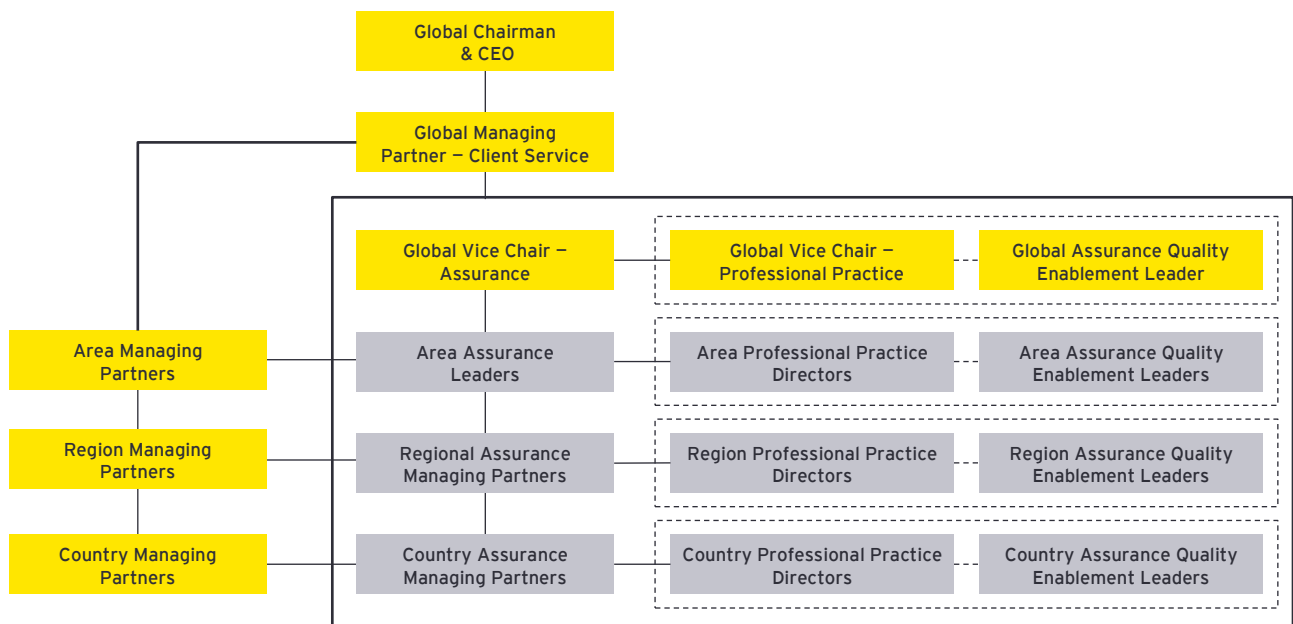 Global Chairman
& CEO
Global Managing
Partner – Client Service
Global Vice Chair –
Assurance
Global Vice Chair –
Professional Practice
Global Assurance Quality
Enablement Leader
Area Managing
Partners
Area Assurance
Leaders
Area Professional Practice
Directors
Area Assurance Quality
Enablement Leaders
Region Managing
Partners
Regional Assurance
Managing Partners
Region Professional Practice
Directors
Region Assurance Quality
Enablement Leaders
Country Managing
Partners
Country Assurance
Managing Partners
Country Professional Practice
Directors
Country Assurance Quality
Enablement Leaders